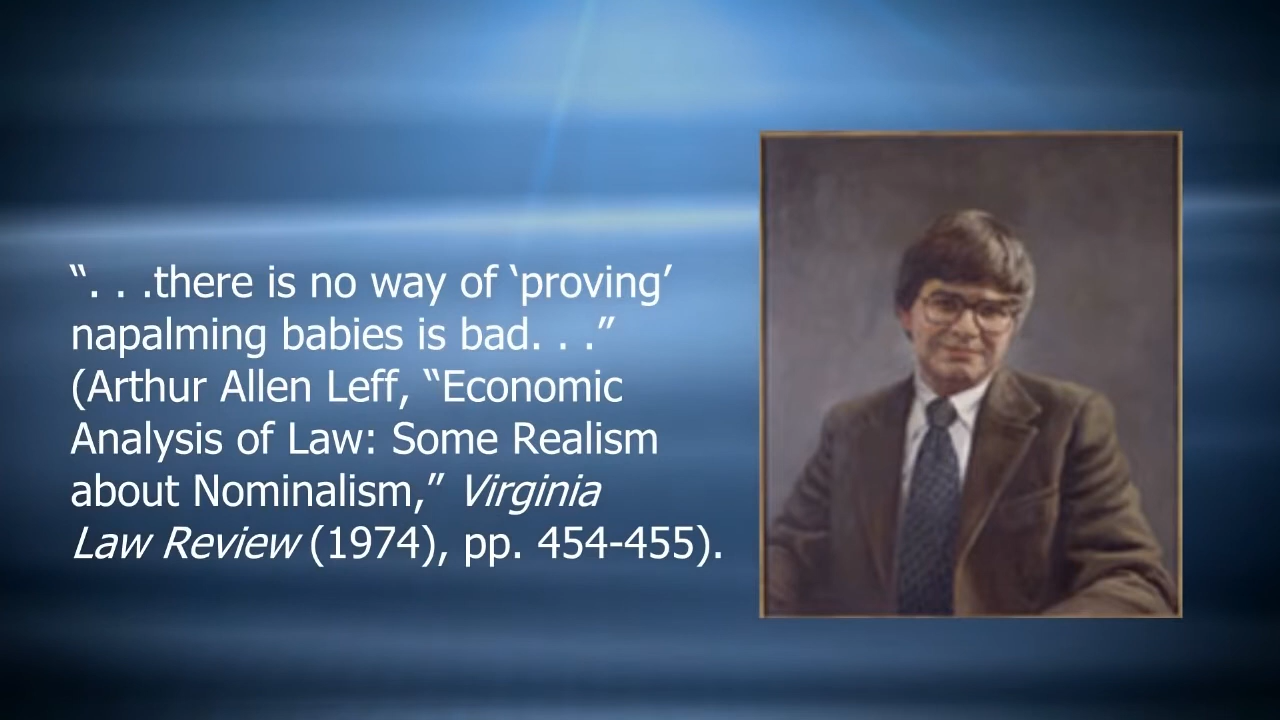 “. . .there is no way of ‘proving’
napalming babies is bad. . .”
(Arthur Allen Leff, “Economic
Analysis of Law: Some Realism
about Nominalism,” Virginia
Law Review (1974), pp. 454-455).